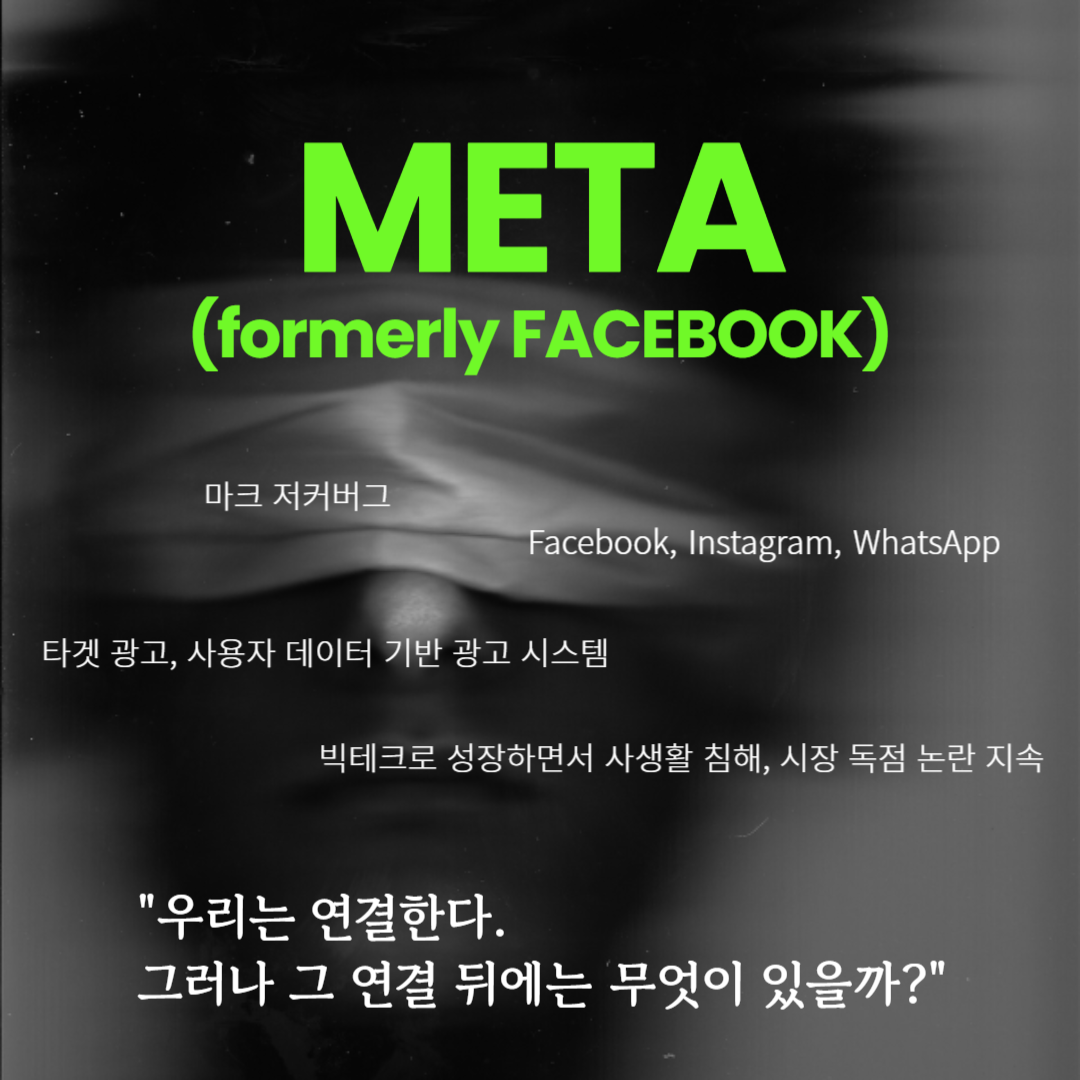 META
(formerly FACEBOOK)
마크 저커버그
Facebook, Instagram, WhatsApp
타겟 광고, 사용자 데이터 기반 광고 시스템
빅테크로 성장하면서 사생활 침해, 시장 독점 논란 지속
"우리는 연결한다.
그러나 그 연결 뒤에는 무엇이 있을까?"